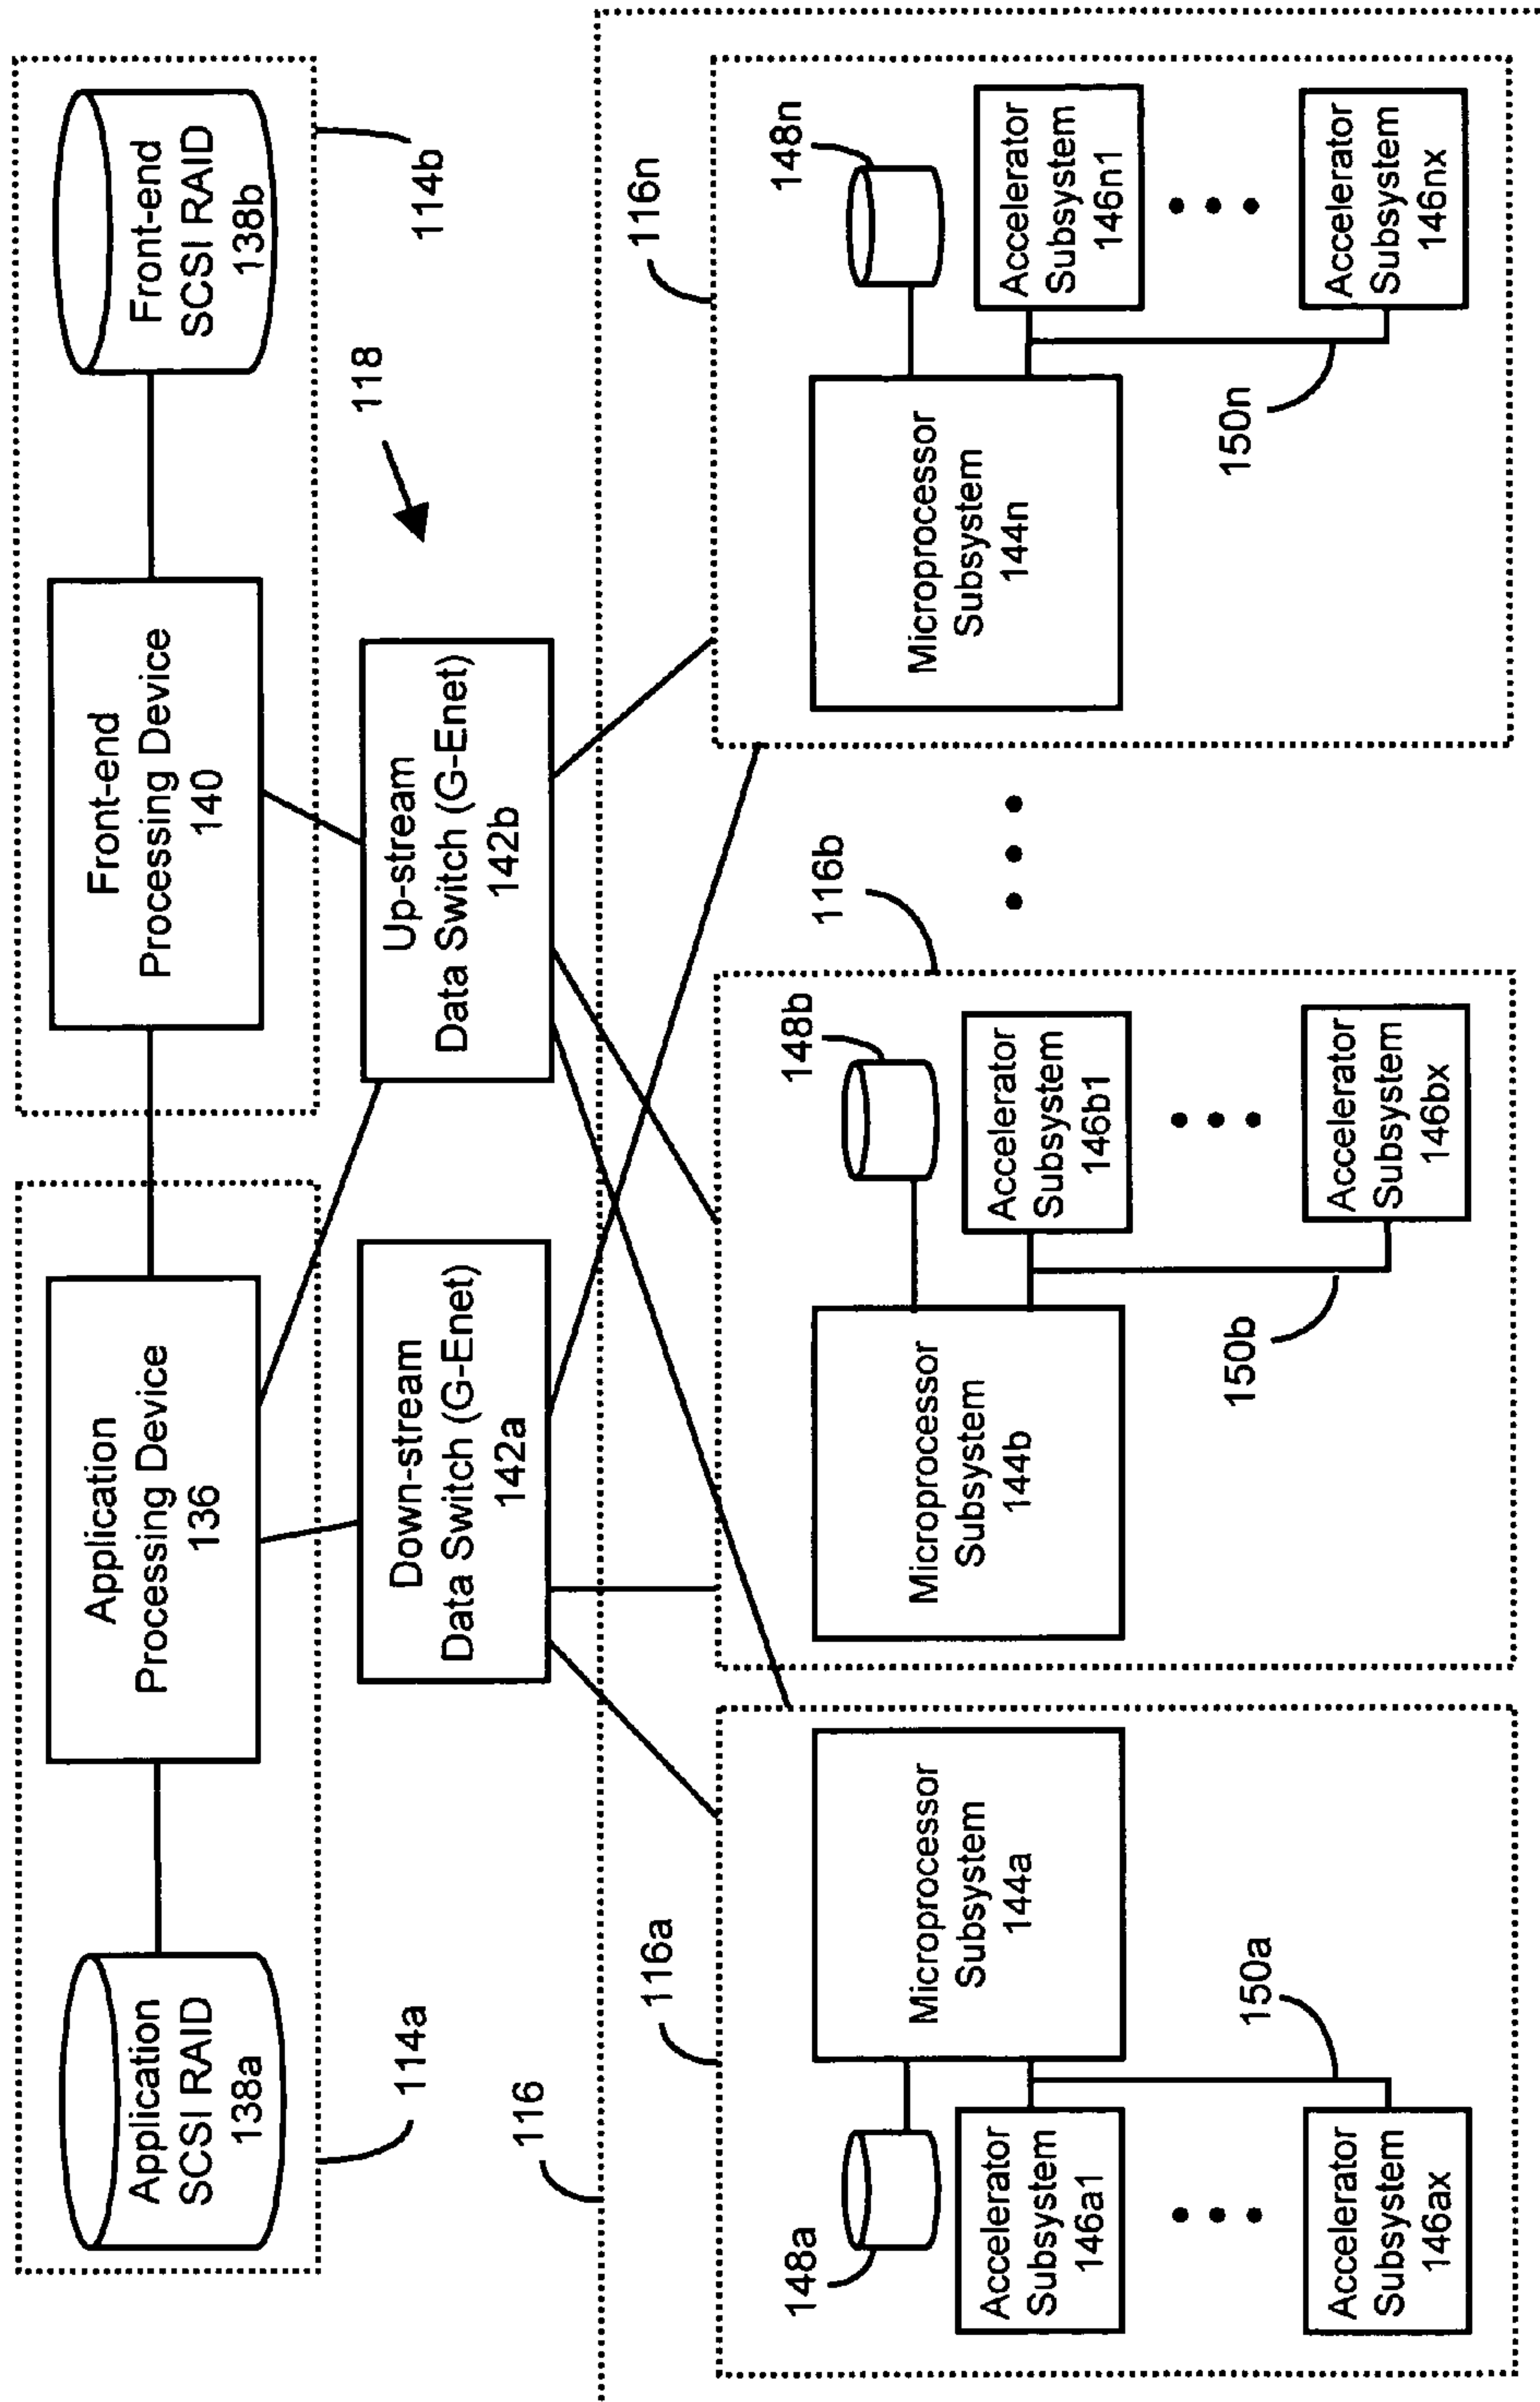 Application
SCSI RAID
138a
Application
Processing Device
136
Front-end
Processing Device
140
Front-end
SCSI RAID
138b
114a
114b
118
Down-stream
Data Switch (G-Enet)
142a
Up-stream
Data Switch (G-Enet)
142b
116
116a
116b
116n
148a
Microprocessor
Subsystem
144a
Accelerator
Subsystem
146a1
150a
Accelerator
Subsystem
146ax
Microprocessor
Subsystem
144b
148b
Accelerator
Subsystem
146b1
150b
Accelerator
Subsystem
146bx
Microprocessor
Subsystem
144n
148n
Accelerator
Subsystem
146n1
150n
Accelerator
Subsystem
146nx